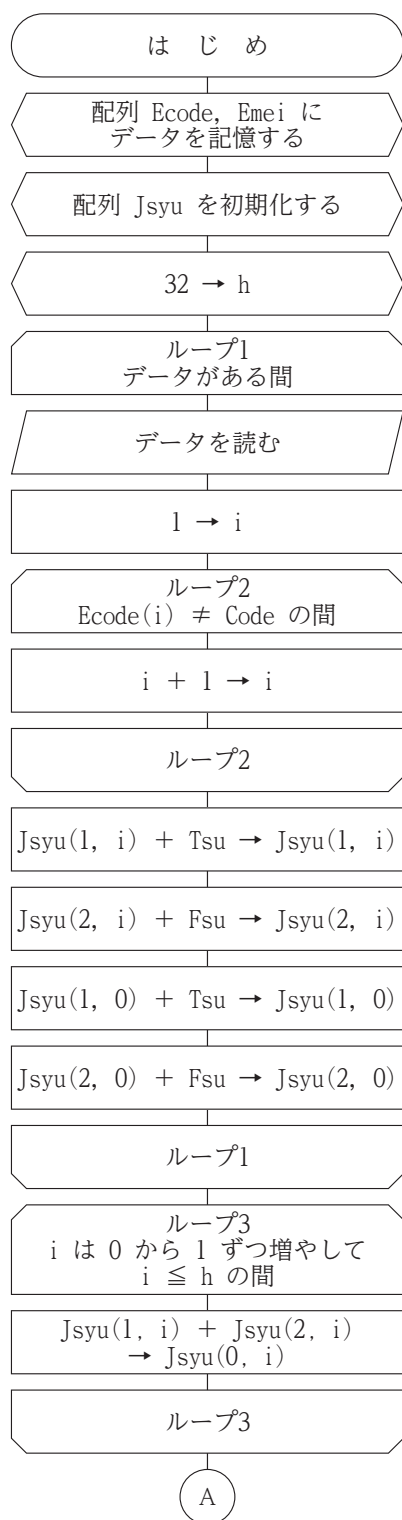 は じ め
配列 Ecode, Emei に
データを記憶する
配列 Jsyu を初期化する
32 → h
ループ1
データがある間
データを読む
1 → i
ループ2
Ecode(i) ≠ Code の間
i + 1 → i
ループ2
Jsyu(1, i) + Tsu → Jsyu(1, i)
Jsyu(2, i) + Fsu → Jsyu(2, i)
Jsyu(1, 0) + Tsu → Jsyu(1, 0)
Jsyu(2, 0) + Fsu → Jsyu(2, 0)
ループ1
ループ3
i は 0 から 1 ずつ増やして
i ≦ h の間
Jsyu(1, i) + Jsyu(2, i)
→ Jsyu(0, i)
ループ3
A